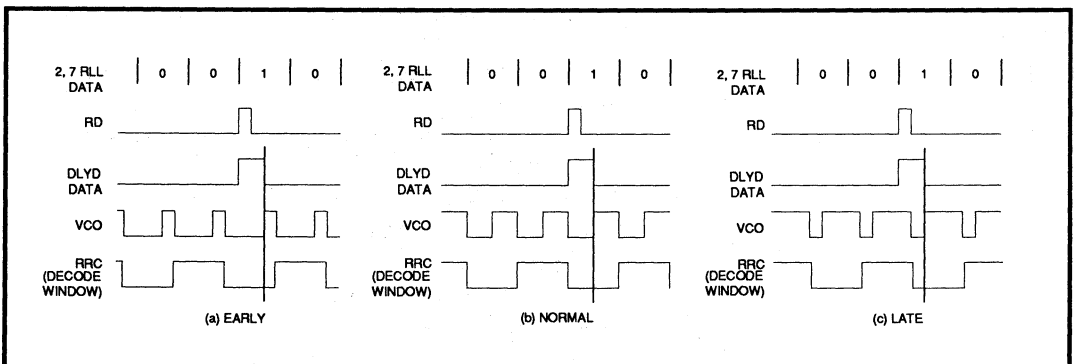 2, 7 RLL DATA
0 0 1 0
RD
DLYD DATA
VCO
RRC (DECODE WINDOW)
(a) EARLY
2, 7 RLL DATA
0 0 1 0
RD
DLYD DATA
VCO
RRC (DECODE WINDOW)
(b) NORMAL
2, 7 RLL DATA
0 0 1 0
RD
DLYD DATA
VCO
RRC (DECODE WINDOW)
(c) LATE